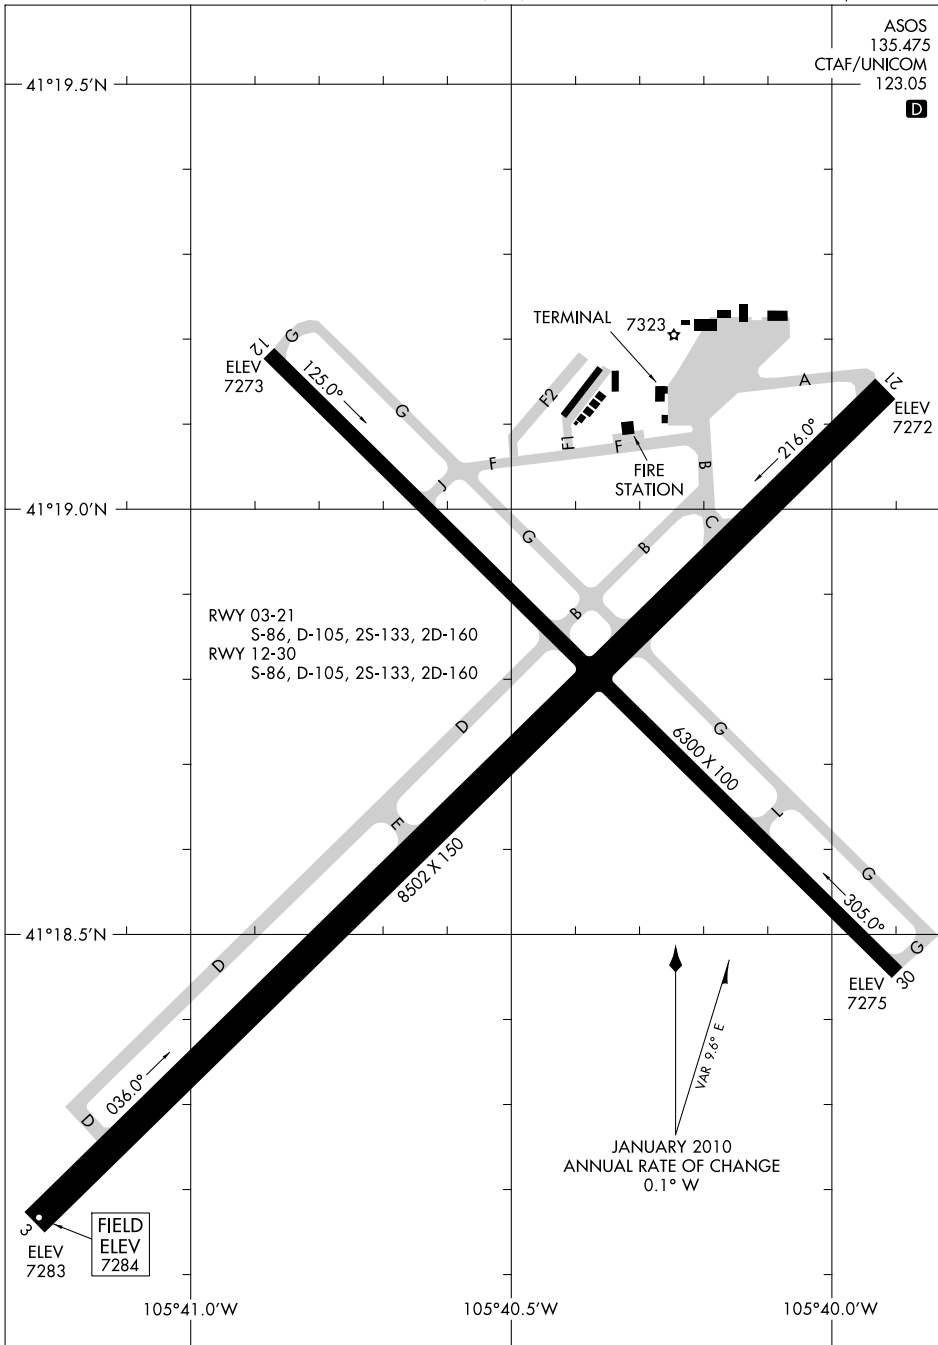 ASOS
135.475
CTAF/UNICOM
123.05
D
41°19.5'N
TERMINAL
7323
G
12
ELEV
7273
125.0°
G
F2
F1
A
21
ELEV
7272
216.0°
F
F
B
FIRE
STATION
J
41°19.0'N
C
G
B
B
RWY 03-21
S-86, D-105, 2S-133, 2D-160
RWY 12-30
S-86, D-105, 2S-133, 2D-160
D
G
6300 X 100
E
L
8502 X 150
G
305.0°
41°18.5'N
G
D
30
ELEV
7275
VAR 9.6° E
036.0°
D
JANUARY 2010
ANNUAL RATE OF CHANGE
0.1° W
3
ELEV
7283
FIELD
ELEV
7284
105°41.0'W
105°40.5'W
105°40.0'W